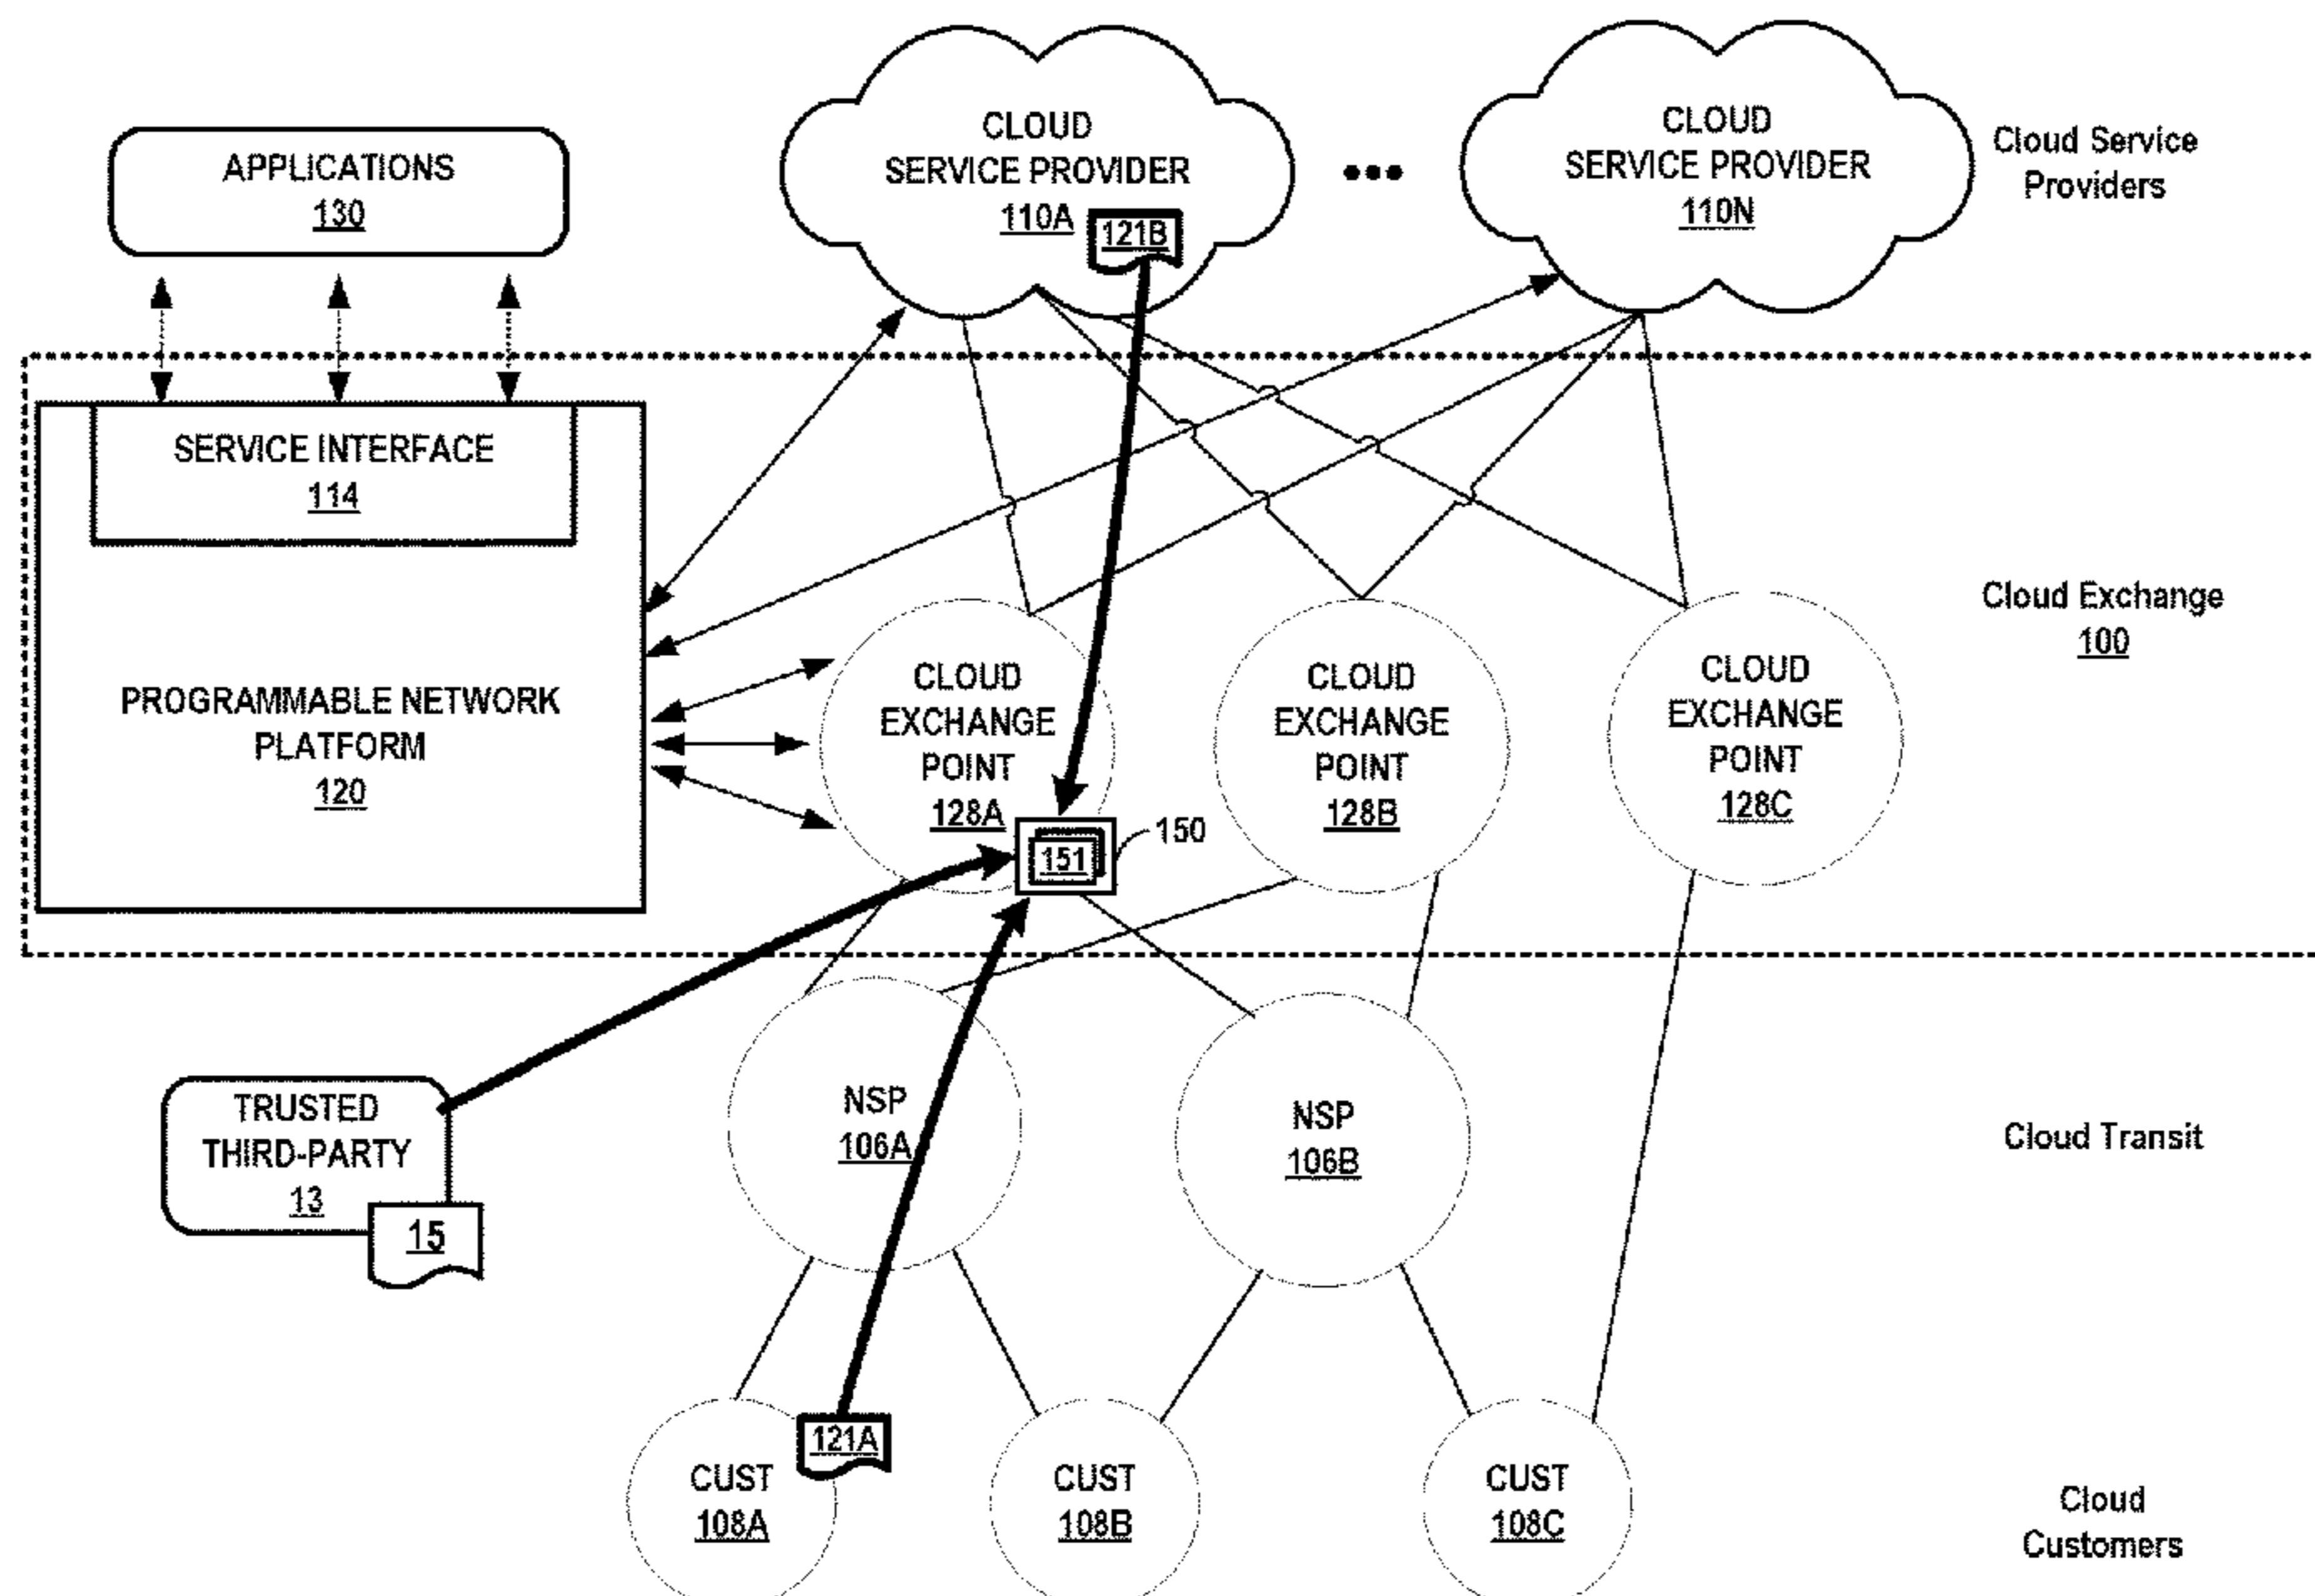 CLOUD
SERVICE PROVIDER
110A
121B
CLOUD
SERVICE PROVIDER
110N
Cloud Service
Providers
APPLICATIONS
130
SERVICE INTERFACE
114
PROGRAMMABLE NETWORK
PLATFORM
120
CLOUD
EXCHANGE
POINT
128A
151
150
CLOUD
EXCHANGE
POINT
128B
CLOUD
EXCHANGE
POINT
128C
Cloud Exchange
100
TRUSTED
THIRD-PARTY
13
15
NSP
106A
NSP
106B
Cloud Transit
CUST
108A
121A
CUST
108B
CUST
108C
Cloud
Customers